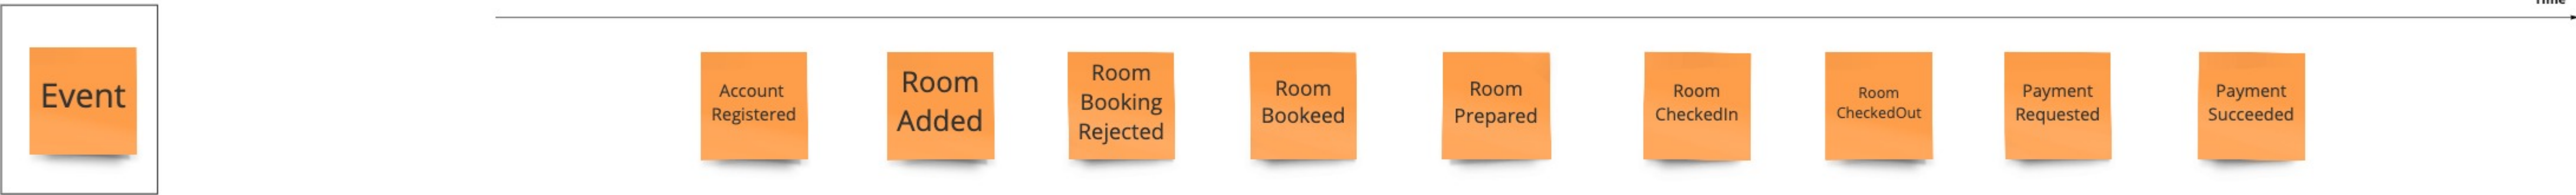 Time
Event
Account
Registered
Room
Added
Room
Booking
Rejected
Room
Bookeed
Room
Prepared
Room
CheckedIn
Room
CheckedOut
Payment
Requested
Payment
Succeeded